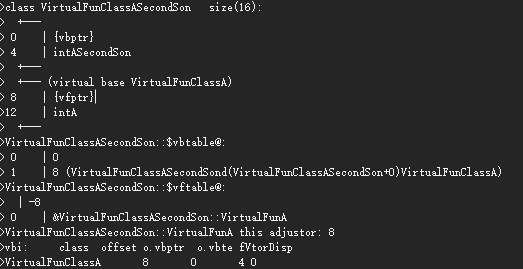 >class VirtualFunClassASecondSon size(16):
> +---
> 0 | {vbptr}
> 4 | intASecondSon
> +---
> +--- (virtual base VirtualFunClassA)
> 8 | {vfptr}|
>12 | intA
> +---
>VirtualFunClassASecondSon::$vbtable@:
> 0 | 0
> 1 | 8 (VirtualFunClassASecondSond(VirtualFunClassASecondSon+0)VirtualFunClassA)
>VirtualFunClassASecondSon::$vftable@:
> | -8
> 0 | &VirtualFunClassASecondSon::VirtualFunA
>VirtualFunClassASecondSon::VirtualFunA this adjustor: 8
>vbi: class offset o.vbptr o.vbte fVtorDisp
>VirtualFunClassA 8 0 4 0